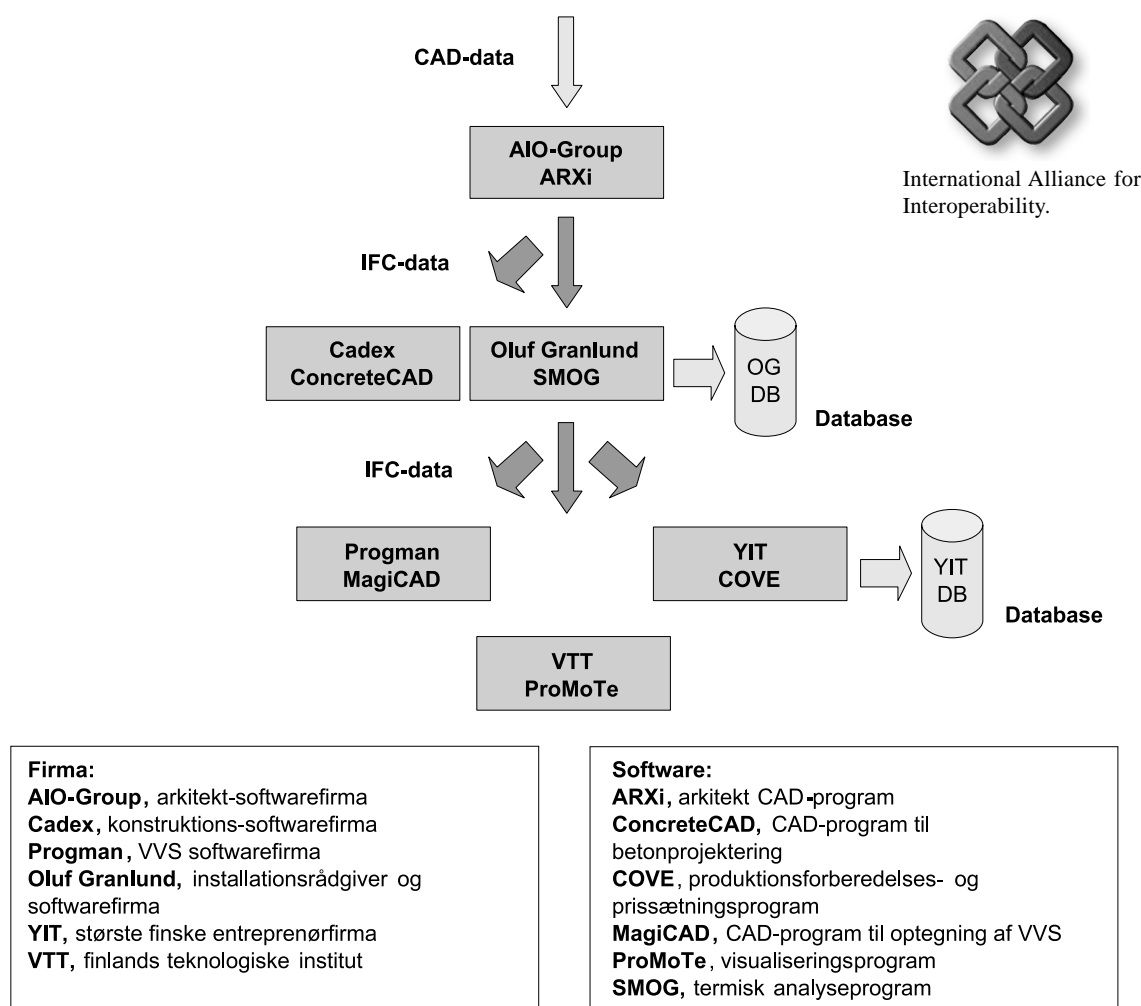 CAD-data
AIO-Group
ARXi
International Alliance for
Interoperability.
IFC-data
Cadex
ConcreteCAD
Oluf Granlund
SMOG
OG
DB
Database
IFC-data
Progman
MagiCAD
YIT
COVE
YIT
DB
Database
VTT
ProMoTe
Firma:
AIO-Group, arkitekt-softwarefirma
Cadex, konstruktions-softwarefirma
Progman, VVS softwarefirma
Oluf Granlund, installationsrådgiver og
softwarefirma
YIT, største finske entreprenørfirma
VTT, finlands teknologiske institut
Software:
ARXi, arkitekt CAD-program
ConcreteCAD, CAD-program til
betonprojektering
COVE, produktionsforberedelses- og
prissætningsprogram
MagiCAD, CAD-program til optegning af VVS
ProMoTe, visualiseringsprogram
SMOG, termisk analyseprogram